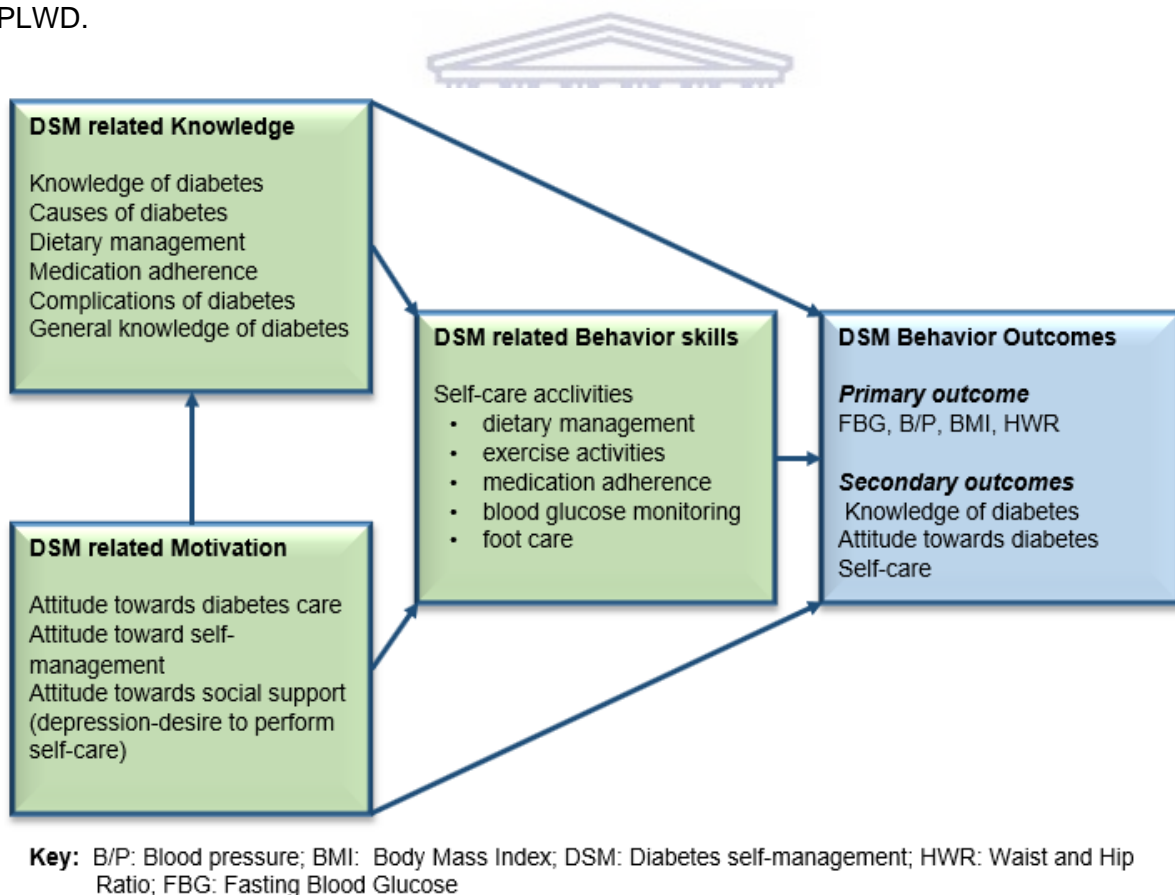 PLWD.
DSM related Knowledge
Knowledge of diabetes
Causes of diabetes
Dietary management
Medication adherence
Complications of diabetes
General knowledge of diabetes
DSM related Motivation
Attitude towards diabetes care
Attitude toward self-
management
Attitude towards social support
(depression-desire to perform
self-care)
DSM related Behavior skills
Self-care acclivities
• dietary management
• exercise activities
• medication adherence
• blood glucose monitoring
• foot care
DSM Behavior Outcomes
Primary outcome
FBG, B/P, BMI, HWR
Secondary outcomes
Knowledge of diabetes
Attitude towards diabetes
Self-care
Key: B/P: Blood pressure; BMI: Body Mass Index; DSM: Diabetes self-management; HWR: Waist and Hip
Ratio; FBG: Fasting Blood Glucose